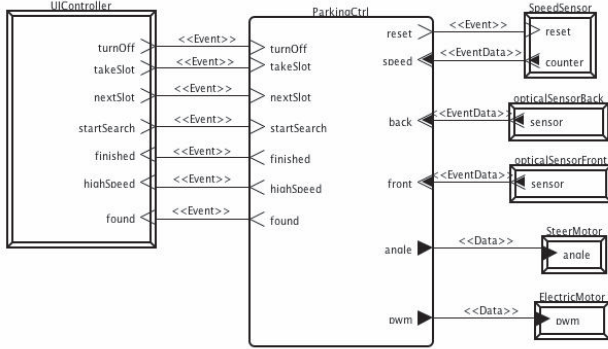 UIController
ParkingCtrl
SpeedSensor
turnOff
<<Event>>
turnOff
takeSlot
<<Event>>
takeSlot
nextSlot
<<Event>>
nextSlot
startSearch
<<Event>>
startSearch
finished
<<Event>>
finished
highSpeed
<<Event>>
highSpeed
found
<<Event>>
found
reset
<<Event>>
reset
speed
<<EventData>>
counter
opticalSensorBack
back
<<EventData>>
sensor
opticalSensorFront
front
<<EventData>>
sensor
SteerMotor
angle
<<Data>>
angle
ElectricMotor
pwm
<<Data>>
pwm